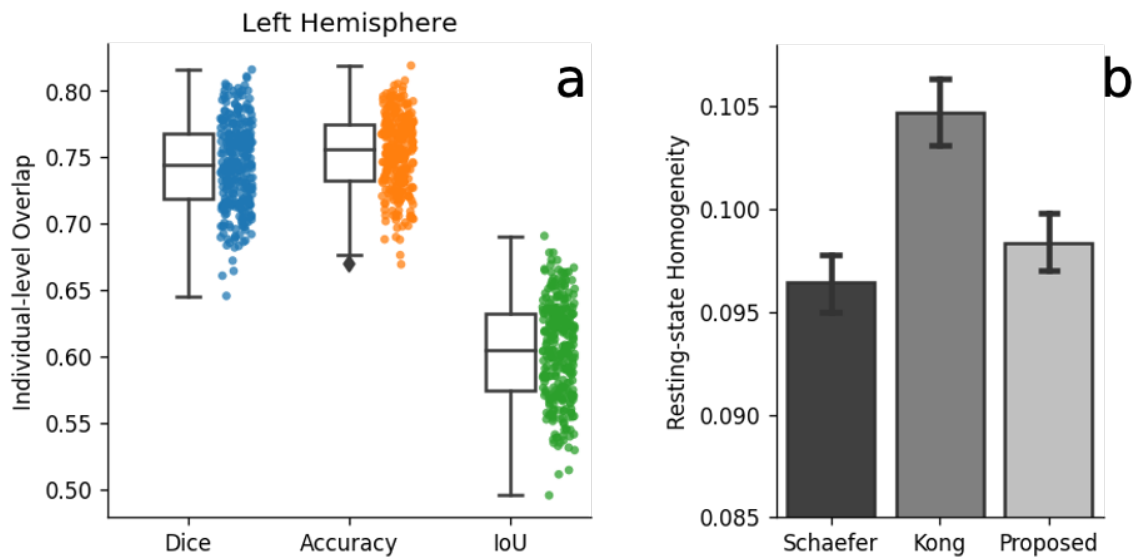 Left Hemisphere
a
Individual-level Overlap
0.80
0.75
0.70
0.65
0.60
0.55
0.50
Dice
Accuracy
IoU
b
Resting-state Homogeneity
0.105
0.100
0.095
0.090
0.085
Schaefer
Kong
Proposed